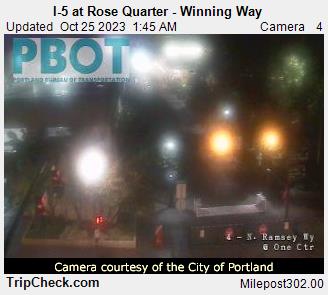 I-5 at Rose Quarter - Winning Way
Updated Oct 25 2023 1:45 AM Camera 4
PBOT
PORTLAND BUREAU OF TRANSPORTATION
4 - N. Ramsey Wy
@ One Ctr
Camera courtesy of the City of Portland
TripCheck.com Milepost302.00